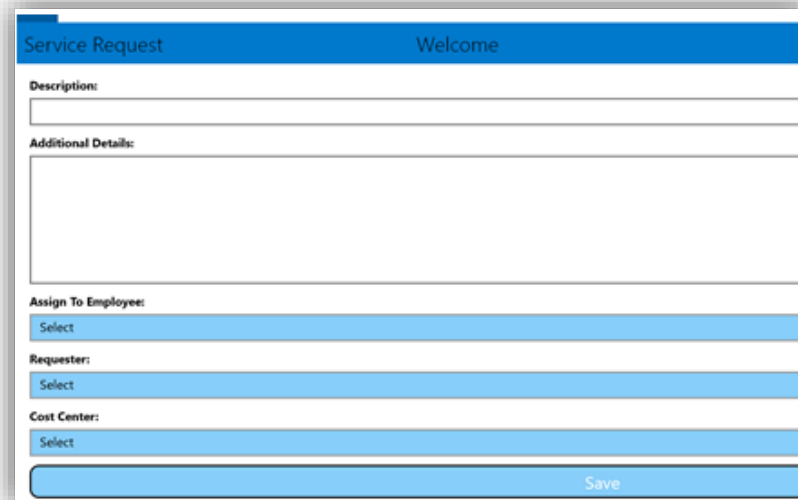 Service Request Welcome
Description:
Additional Details:
Assign To Employee:
Select
Requester:
Select
Cost Center:
Select
Save